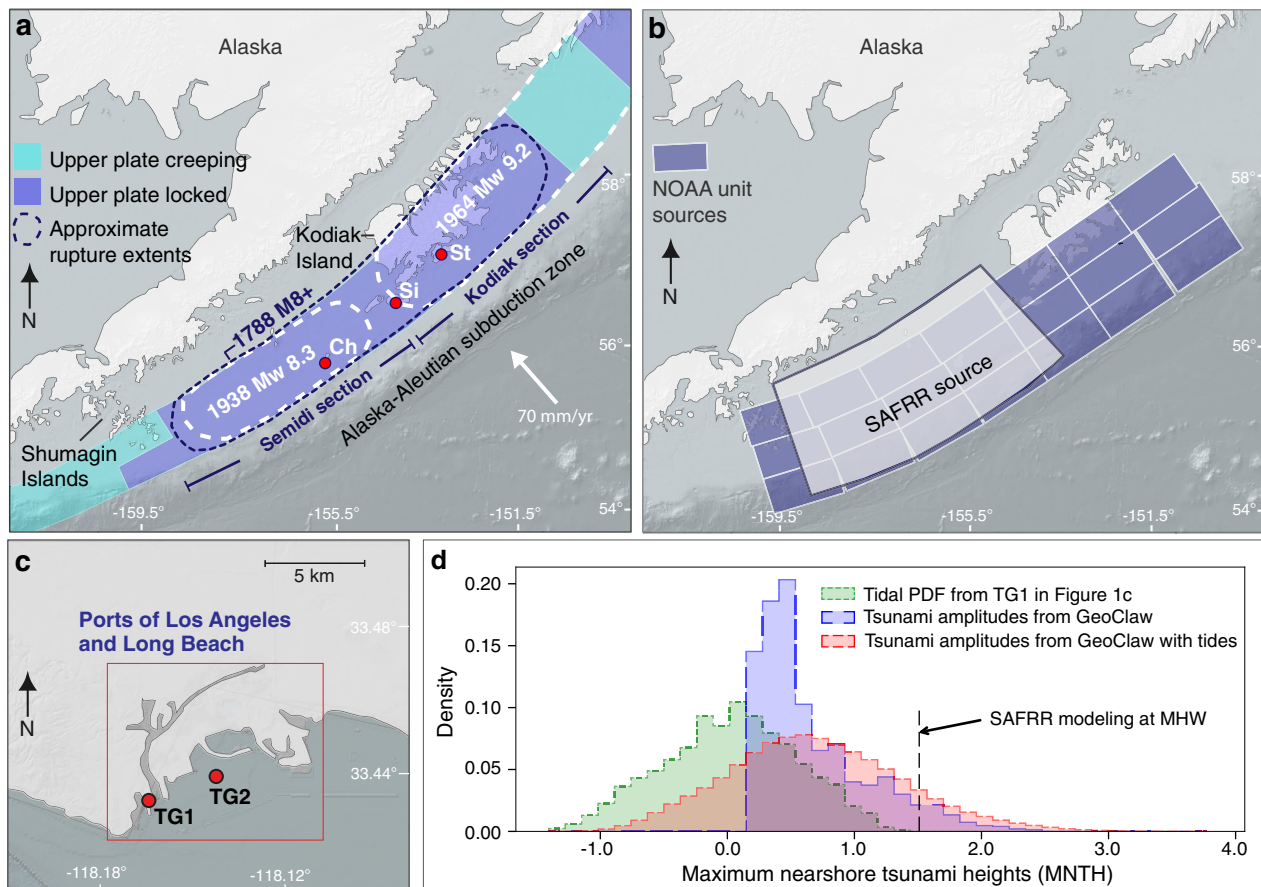 a
Alaska
Upper plate creeping
Upper plate locked
Approximate
rupture extents
N
Kodiak
Island
1964 Mw 9.2
St
Si
Ch
1788 M8+
1938 Mw 8.3
Kodiak section
Semidi section
Alaska-Aleutian subduction zone
70 mm/yr
Shumagin
Islands
58°
56°
54°
-159.5°
-155.5°
-151.5°
b
Alaska
NOAA unit
sources
N
SAFRR source
58°
56°
54°
-159.5°
-155.5°
-151.5°
c
5 km
Ports of Los Angeles
and Long Beach
N
TG1
TG2
33.48°
33.44°
-118.18°
-118.12°
d
Density
0.20
0.15
0.10
0.05
0.00
Tidal PDF from TG1 in Figure 1c
Tsunami amplitudes from GeoClaw
Tsunami amplitudes from GeoClaw with tides
SAFRR modeling at MHW
-1.0
0.0
1.0
2.0
3.0
4.0
Maximum nearshore tsunami heights (MNTH)